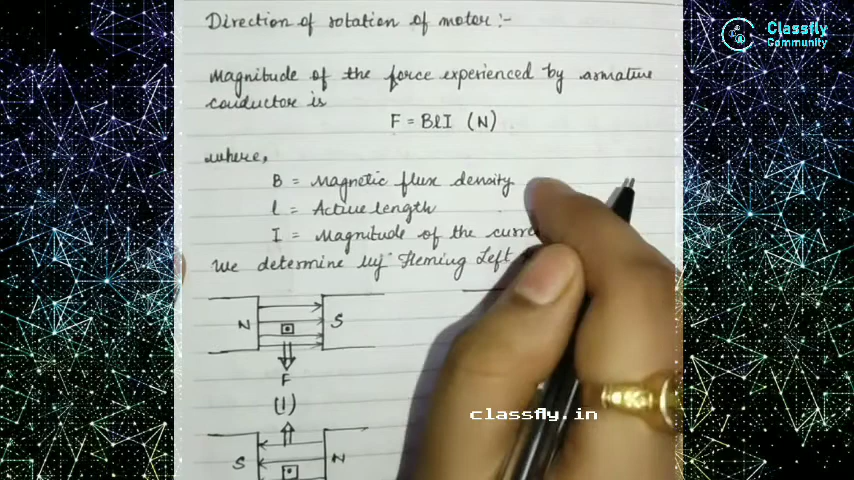 Direction of rotation of motor :-
Classfly
Community
Magnitude of the force experienced by armature
conductor is
F = BlI (N)
where,
B = Magnetic flux density
l = Active length
I = Magnitude of the
We determine by Fleming Left
N S
F
(1)
classfly.in
S N